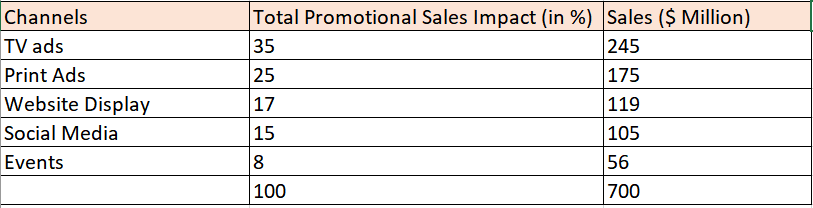 Channels Total Promotional Sales Impact (in %) Sales ($ Million)
TV ads 35 245
Print Ads 25 175
Website Display 17 119
Social Media 15 105
Events 8 56
100 700